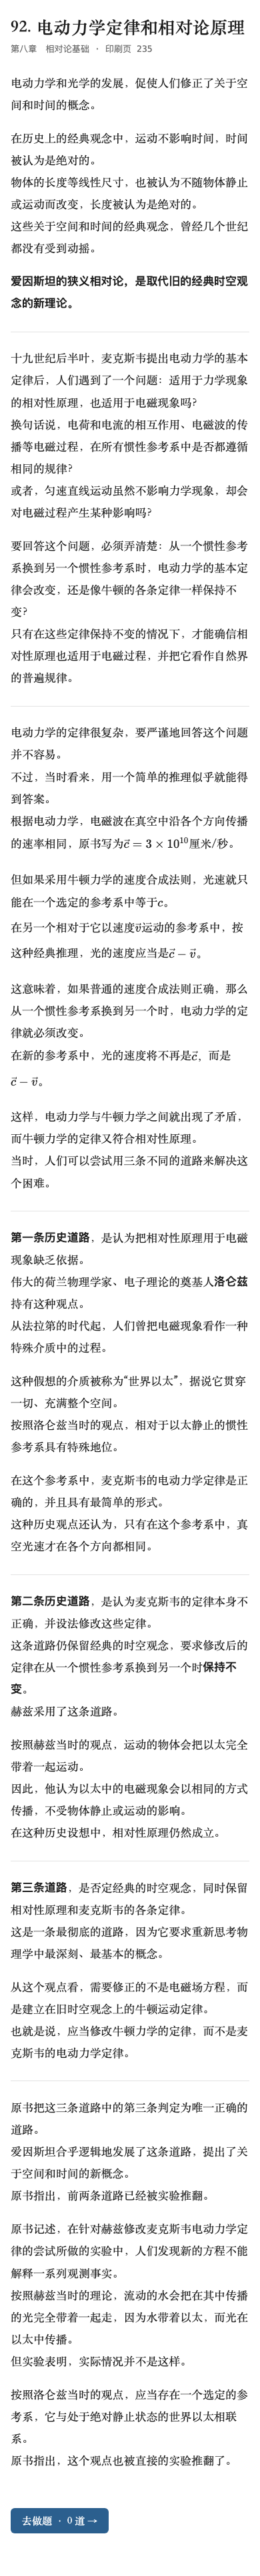 92. 电动力学定律和相对论原理
第八章　相对论基础 · 印刷页 235
电动力学和光学的发展，促使人们修正了关于空
间和时间的概念。
在历史上的经典观念中，运动不影响时间，时间
被认为是绝对的。
物体的长度等线性尺寸，也被认为不随物体静止
或运动而改变，长度被认为是绝对的。
这些关于空间和时间的经典观念，曾经几个世纪
都没有受到动摇。
爱因斯坦的狭义相对论，是取代旧的经典时空观
念的新理论。
十九世纪后半叶，麦克斯韦提出电动力学的基本
定律后，人们遇到了一个问题：适用于力学现象
的相对性原理，也适用于电磁现象吗？
换句话说，电荷和电流的相互作用、电磁波的传
播等电磁过程，在所有惯性参考系中是否都遵循
相同的规律？
或者，匀速直线运动虽然不影响力学现象，却会
对电磁过程产生某种影响吗？
要回答这个问题，必须弄清楚：从一个惯性参考
系换到另一个惯性参考系时，电动力学的基本定
律会改变，还是像牛顿的各条定律一样保持不
变？
只有在这些定律保持不变的情况下，才能确信相
对性原理也适用于电磁过程，并把它看作自然界
的普遍规律。
电动力学的定律很复杂，要严谨地回答这个问题
并不容易。
不过，当时看来，用一个简单的推理似乎就能得
到答案。
根据电动力学，电磁波在真空中沿各个方向传播
的速率相同，原书写为c⃗ = 3 × 10¹⁰厘米/秒。
但如果采用牛顿力学的速度合成法则，光速就只
能在一个选定的参考系中等于c。
在另一个相对于它以速度v⃗运动的参考系中，按
这种经典推理，光的速度应当是c⃗ − v⃗。
这意味着，如果普通的速度合成法则正确，那么
从一个惯性参考系换到另一个时，电动力学的定
律就必须改变。
在新的参考系中，光的速度将不再是c⃗，而是
c⃗ − v⃗。
这样，电动力学与牛顿力学之间就出现了矛盾，
而牛顿力学的定律又符合相对性原理。
当时，人们可以尝试用三条不同的道路来解决这
个困难。
第一条历史道路，是认为把相对性原理用于电磁
现象缺乏依据。
伟大的荷兰物理学家、电子理论的奠基人洛仑兹
持有这种观点。
从法拉第的时代起，人们曾把电磁现象看作一种
特殊介质中的过程。
这种假想的介质被称为“世界以太”，据说它贯穿
一切、充满整个空间。
按照洛仑兹当时的观点，相对于以太静止的惯性
参考系具有特殊地位。
在这个参考系中，麦克斯韦的电动力学定律是正
确的，并且具有最简单的形式。
这种历史观点还认为，只有在这个参考系中，真
空光速才在各个方向都相同。
第二条历史道路，是认为麦克斯韦的定律本身不
正确，并设法修改这些定律。
这条道路仍保留经典的时空观念，要求修改后的
定律在从一个惯性参考系换到另一个时保持不
变。
赫兹采用了这条道路。
按照赫兹当时的观点，运动的物体会把以太完全
带着一起运动。
因此，他认为以太中的电磁现象会以相同的方式
传播，不受物体静止或运动的影响。
在这种历史设想中，相对性原理仍然成立。
第三条道路，是否定经典的时空观念，同时保留
相对性原理和麦克斯韦的各条定律。
这是一条最彻底的道路，因为它要求重新思考物
理学中最深刻、最基本的概念。
从这个观点看，需要修正的不是电磁场方程，而
是建立在旧时空观念上的牛顿运动定律。
也就是说，应当修改牛顿力学的定律，而不是麦
克斯韦的电动力学定律。
原书把这三条道路中的第三条判定为唯一正确的
道路。
爱因斯坦合乎逻辑地发展了这条道路，提出了关
于空间和时间的新概念。
原书指出，前两条道路已经被实验推翻。
原书记述，在针对赫兹修改麦克斯韦电动力学定
律的尝试所做的实验中，人们发现新的方程不能
解释一系列观测事实。
按照赫兹当时的理论，流动的水会把在其中传播
的光完全带着一起走，因为水带着以太，而光在
以太中传播。
但实验表明，实际情况并不是这样。
按照洛仑兹当时的观点，应当存在一个选定的参
考系，它与处于绝对静止状态的世界以太相联
系。
原书指出，这个观点也被直接的实验推翻了。
去做题 · 0 道 →